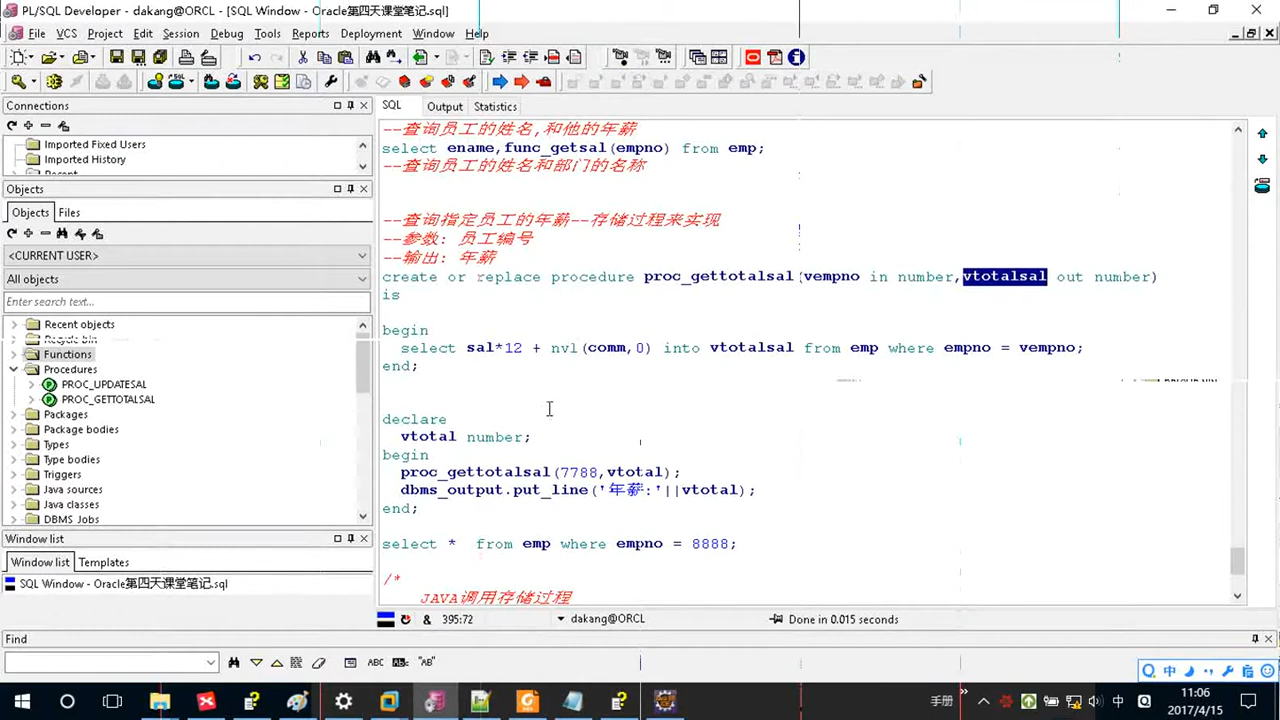 PL/SQL Developer - dakang@ORCL - [SQL Window - Oracle第四天课堂笔记.sql]
File VCS Project Edit Session Debug Tools Reports Deployment Window Help
Connections
Imported Fixed Users
Imported History
Objects
Objects Files
<CURRENT USER>
All objects
Enter search text...
Recent objects
Recycle bin
Functions
Procedures
PROC_UPDATESAL
PROC_GETTOTALSAL
Packages
Package bodies
Types
Type bodies
Triggers
Java sources
Java classes
DBMS Jobs
Window list
Window list Templates
SQL Window - Oracle第四天课堂笔记.sql
SQL Output Statistics
--查询员工的姓名,和他的年薪
select ename,func_getsal(empno) from emp;
--查询员工的姓名和部门的名称
--查询指定员工的年薪--存储过程来实现
--参数: 员工编号
--输出: 年薪
create or replace procedure proc_gettotalsal(vempno in number,vtotalsal out number)
is
begin
select sal*12 + nvl(comm,0) into vtotalsal from emp where empno = vempno;
end;
declare
vtotal number;
begin
proc_gettotalsal(7788,vtotal);
dbms_output.put_line('年薪:'||vtotal);
end;
select * from emp where empno = 8888;
/*
JAVA调用存储过程
& 395:72 dakang@ORCL Done in 0.015 seconds
Find
ABC "AB"
中
手册 中
11:06
2017/4/15